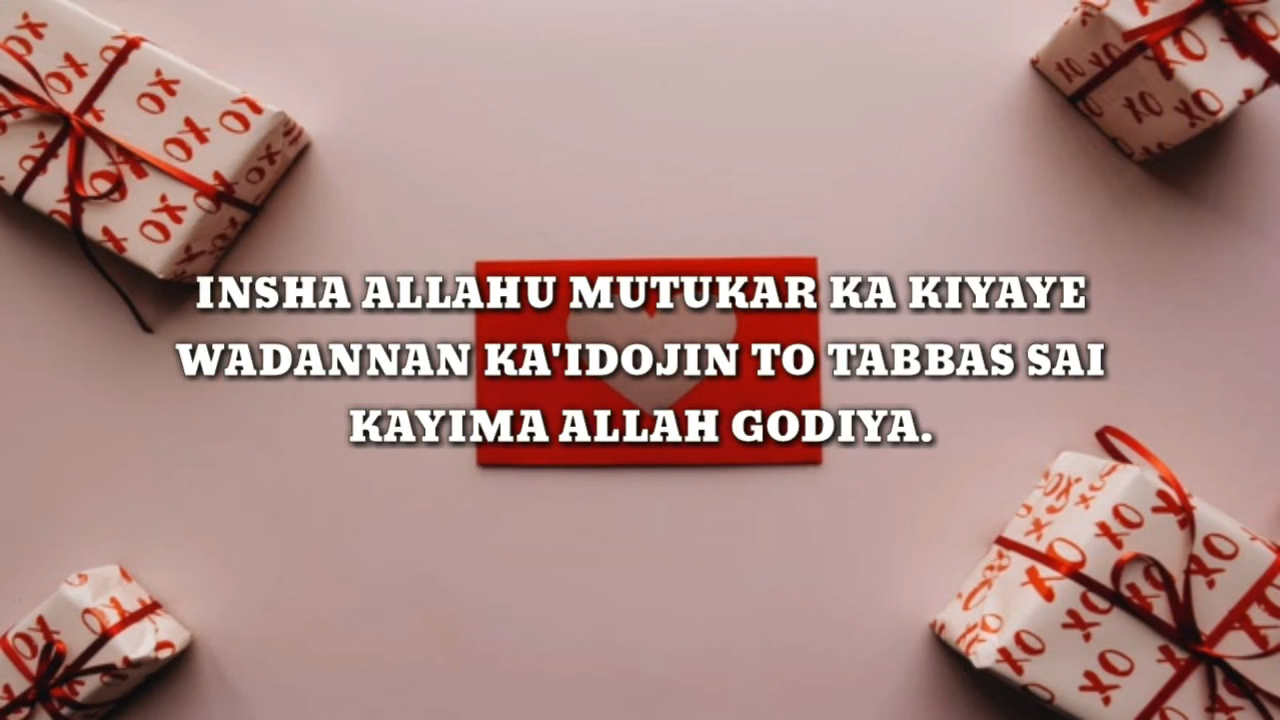 INSHA ALLAHU MUTUKAR KA KIYAYE
WADANNAN KA'IDOJIN TO TABBAS SAI
KAYIMA ALLAH GODIYA.